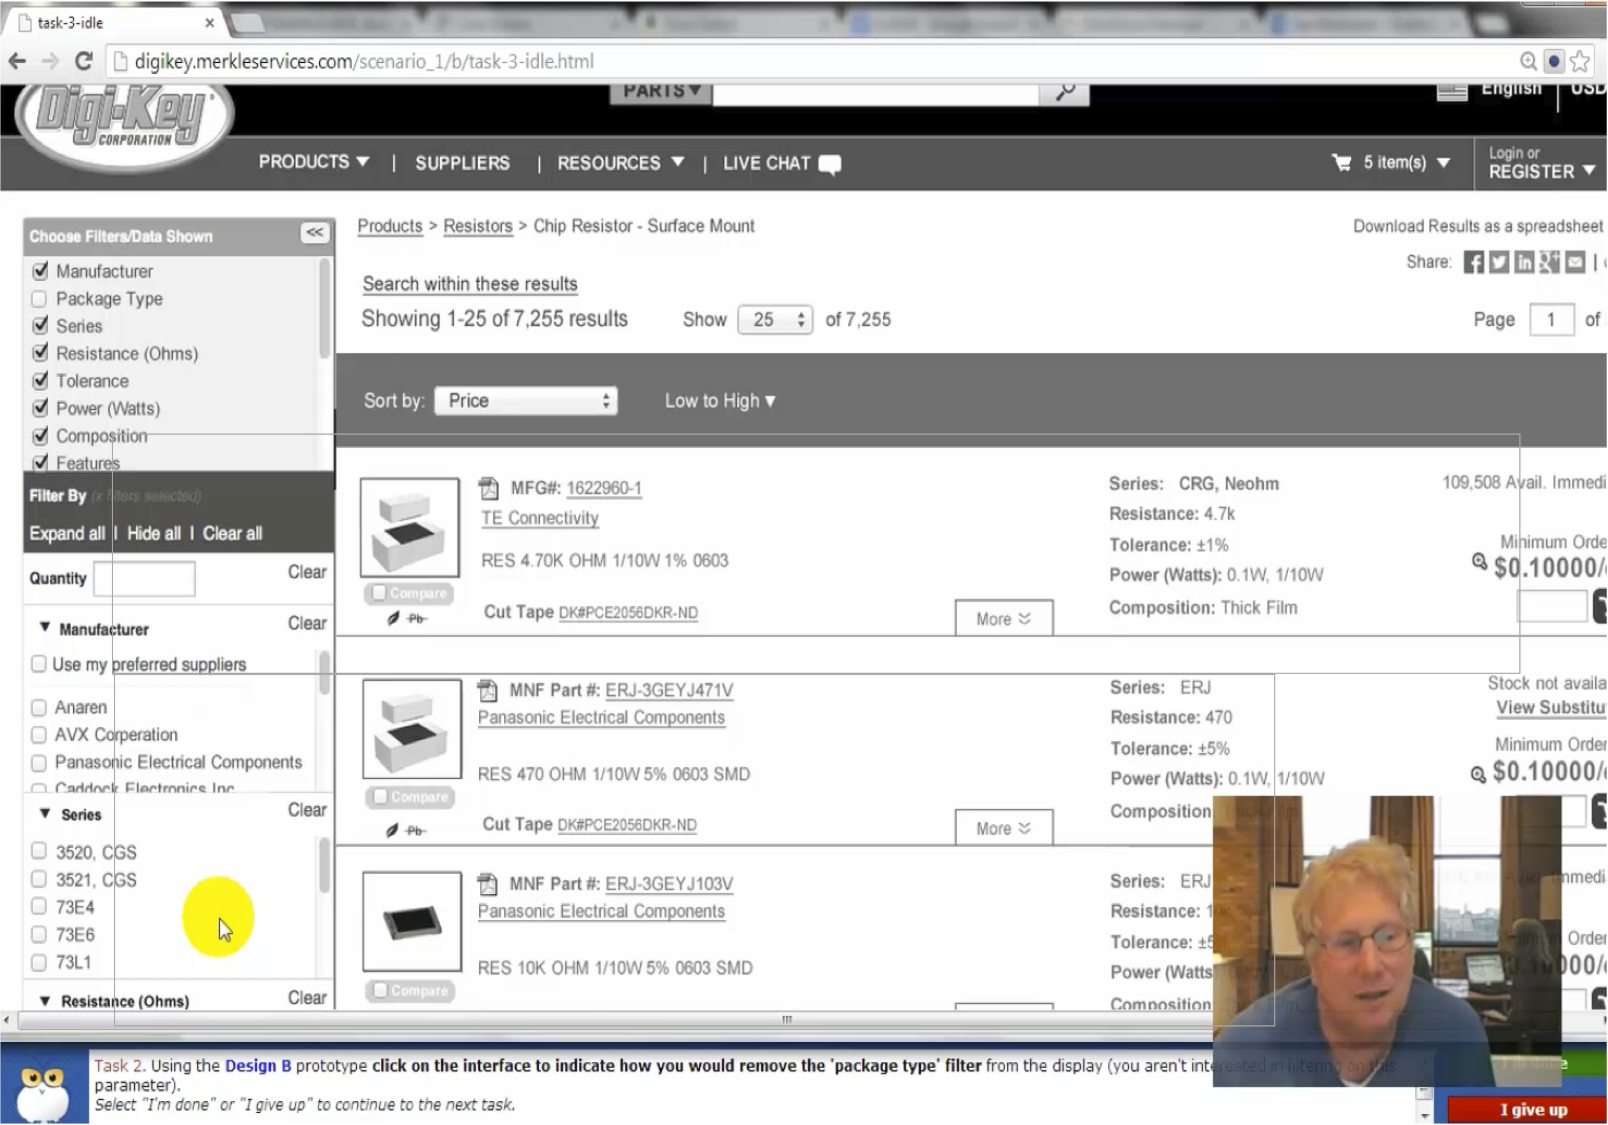 task-3-idle
digikey.merkleservices.com/scenario_1/b/task-3-idle.html
Digi-Key
CORPORATION
PARTS
English
USD
PRODUCTS | SUPPLIERS | RESOURCES | LIVE CHAT
5 item(s)
Login or
REGISTER
Choose Filters/Data Shown <<
Manufacturer
Package Type
Series
Resistance (Ohms)
Tolerance
Power (Watts)
Composition
Features
Filter By (x filters selected)
Expand all | Hide all | Clear all
Quantity Clear
Manufacturer Clear
Use my preferred suppliers
Anaren
AVX Corperation
Panasonic Electrical Components
Caddock Electronics Inc
Series Clear
3520, CGS
3521, CGS
73E4
73E6
73L1
Resistance (Ohms) Clear
Products > Resistors > Chip Resistor - Surface Mount
Download Results as a spreadsheet
Share:
Search within these results
Showing 1-25 of 7,255 results Show 25 of 7,255
Page 1 of
Sort by: Price Low to High
MFG#: 1622960-1
TE Connectivity
RES 4.70K OHM 1/10W 1% 0603
Compare
Pb
Cut Tape DK#PCE2056DKR-ND
More
Series: CRG, Neohm
Resistance: 4.7k
Tolerance: ±1%
Power (Watts): 0.1W, 1/10W
Composition: Thick Film
109,508 Avail. Immedi
Minimum Orde
$0.10000/
MNF Part #: ERJ-3GEYJ471V
Panasonic Electrical Components
RES 470 OHM 1/10W 5% 0603 SMD
Compare
Pb
Cut Tape DK#PCE2056DKR-ND
More
Series: ERJ
Resistance: 470
Tolerance: ±5%
Power (Watts): 0.1W, 1/10W
Composition
Stock not availa
View Substitu
Minimum Order
$0.10000/
MNF Part #: ERJ-3GEYJ103V
Panasonic Electrical Components
RES 10K OHM 1/10W 5% 0603 SMD
Compare
Series: ERJ
Resistance: 1
Tolerance: ±5
Power (Watts
Composition
Immedi
Order
000/
Task 2. Using the Design B prototype click on the interface to indicate how you would remove the 'package type' filter from the display (you aren't interested in filtering on this
parameter).
Select "I'm done" or "I give up" to continue to the next task.
I give up